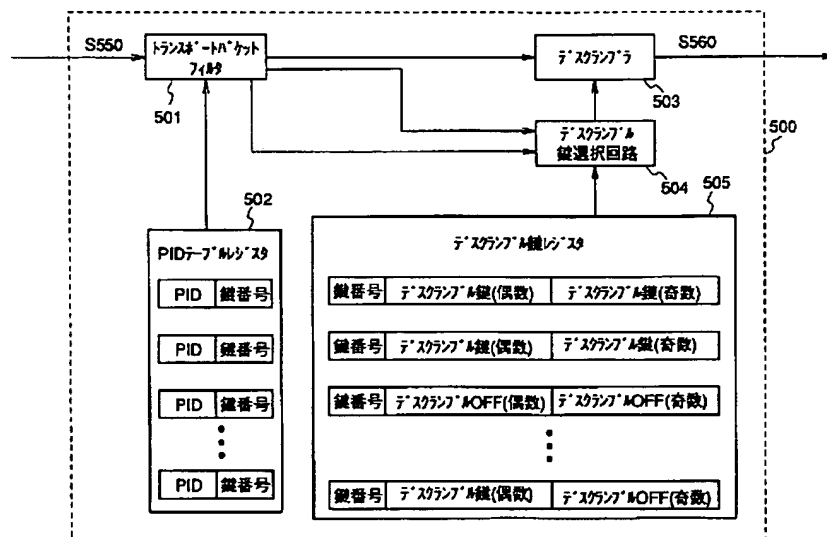 S550
トランスポートパケット
フィルタ
501
デスクランブラ
503
S560
デスクランブル
鍵選択回路
504
500
502
PIDテーブルレジスタ
PID 鍵番号
PID 鍵番号
PID 鍵番号
PID 鍵番号
505
デスクランブル鍵レジスタ
鍵番号 デスクランブル鍵(偶数) デスクランブル鍵(奇数)
鍵番号 デスクランブル鍵(偶数) デスクランブル鍵(奇数)
鍵番号 デスクランブルOFF(偶数) デスクランブルOFF(奇数)
鍵番号 デスクランブル鍵(偶数) デスクランブルOFF(奇数)